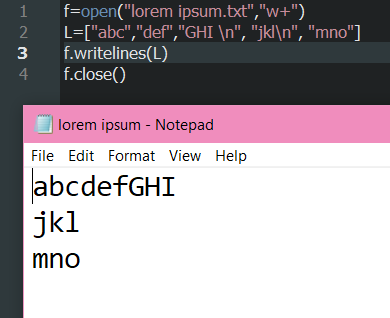 1 f=open("lorem ipsum.txt","w+")
2 L=["abc","def","GHI \n", "jkl\n", "mno"]
3 f.writelines(L)
4 f.close()
lorem ipsum - Notepad
File Edit Format View Help
abcdefGHI
jkl
mno